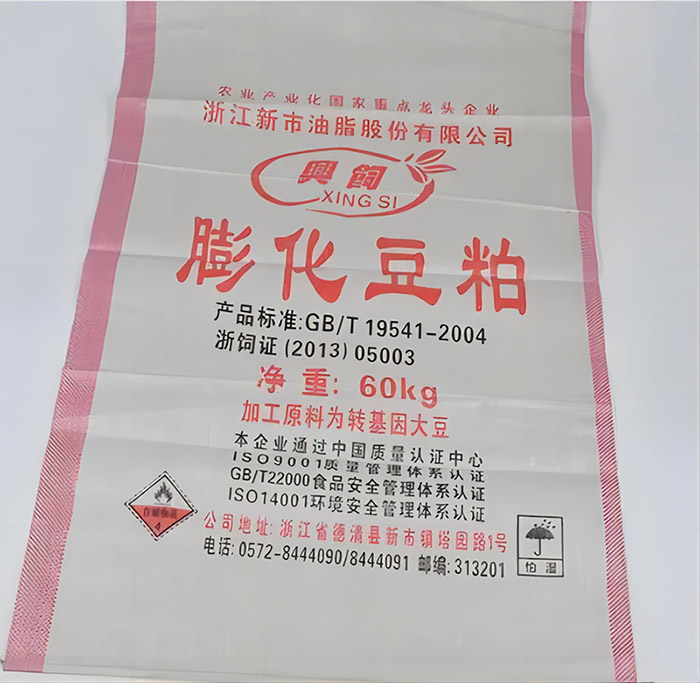 农业产业化国家重点龙头企业
浙江新市油脂股份有限公司
興飼
XING SI
膨化豆粕
产品标准:GB/T 19541-2004
浙饲证(2013)05003
净重: 60kg
加工原料为转基因大豆
本企业通过中国质量认证中心
ISO9001质量管理体系认证
GB/T22000食品安全管理体系认证
ISO14001环境安全管理体系认证
自燃物品
4
公司地址: 浙江省德清县新市镇塔园路1号
电话: 0572-8444090/8444091 邮编: 313201
怕湿